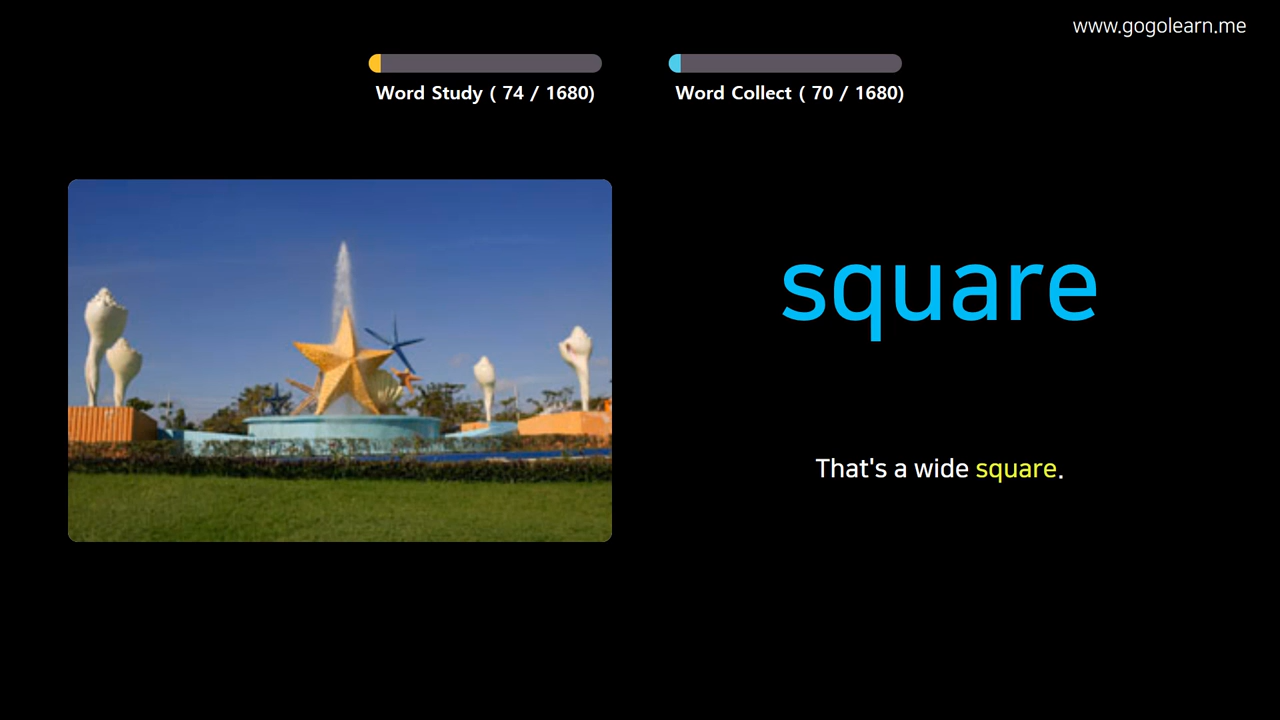 www.gogolearn.me
Word Study ( 74 / 1680)
Word Collect ( 70 / 1680)
square
That's a wide square.